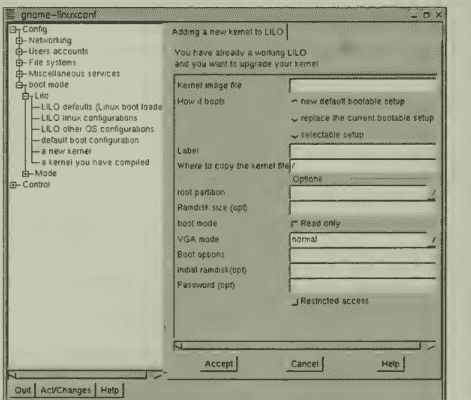 gnome-linuxconf
Config
Networking
Users accounts
File systems
Miscellaneous services
boot mode
Lilo
LILO defaults (Linux boot loade
LILO linux configurations
LILO other OS configurations
default boot configuration
a new kernel
a kernel you have compiled
Mode
Control
Adding a new kernel to LILO
You have already a working LILO
and you want to upgrade your kernel
Kernel image file
How it boots
new default bootable setup
replace the current bootable setup
selectable setup
Label
Where to copy the kernel file /
Options
root partition
Ramdisk size (opt)
boot mode
Read only
VGA mode
normal
Boot options
initial ramdisk(opt)
Password (opt)
Restricted access
Accept
Cancel
Help
Quit
Act/Changes
Help